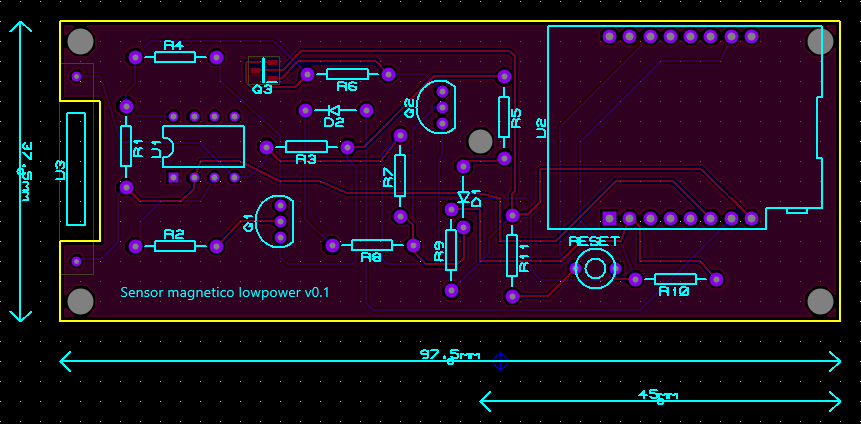 R4
Q3
R6
Q2
D2
R5
U2
U3
R1
U1
R3
R7
D1
Q1
R2
R8
R9
R11
RESET
R10
Sensor magnetico lowpower v0.1
37.5mm
97.5mm
45mm